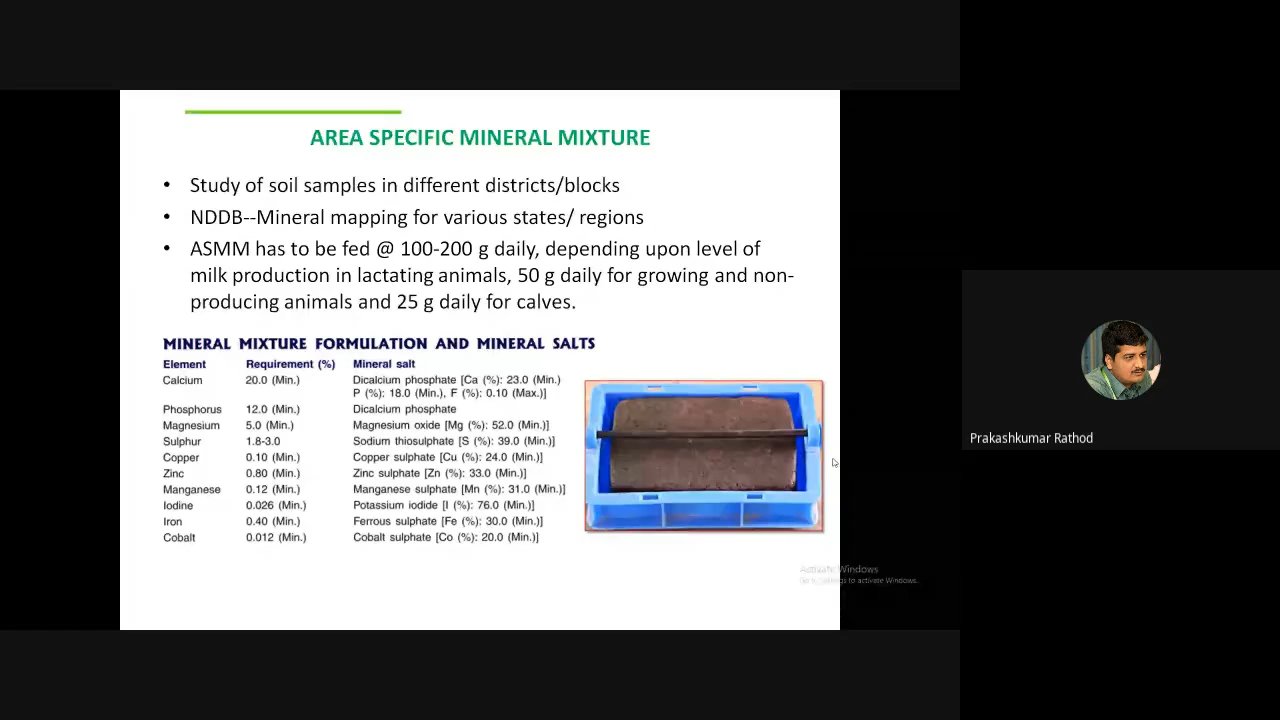 AREA SPECIFIC MINERAL MIXTURE
• Study of soil samples in different districts/blocks
• NDDB--Mineral mapping for various states/ regions
• ASMM has to be fed @ 100-200 g daily, depending upon level of
milk production in lactating animals, 50 g daily for growing and non-
producing animals and 25 g daily for calves.
MINERAL MIXTURE FORMULATION AND MINERAL SALTS
Element Requirement (%) Mineral salt
Calcium 20.0 (Min.) Dicalcium phosphate [Ca (%): 23.0 (Min.)
P (%): 18.0 (Min.), F (%): 0.10 (Max.)]
Phosphorus 12.0 (Min.) Dicalcium phosphate
Magnesium 5.0 (Min.) Magnesium oxide [Mg (%): 52.0 (Min.)]
Sulphur 1.8-3.0 Sodium thiosulphate [S (%): 39.0 (Min.)]
Copper 0.10 (Min.) Copper sulphate [Cu (%): 24.0 (Min.)]
Zinc 0.80 (Min.) Zinc sulphate [Zn (%): 33.0 (Min.)]
Manganese 0.12 (Min.) Manganese sulphate [Mn (%): 31.0 (Min.)]
Iodine 0.026 (Min.) Potassium iodide [I (%): 76.0 (Min.)]
Iron 0.40 (Min.) Ferrous sulphate [Fe (%): 30.0 (Min.)]
Cobalt 0.012 (Min.) Cobalt sulphate [Co (%): 20.0 (Min.)]
Prakashkumar Rathod
Activate Windows
Go to Settings to activate Windows.